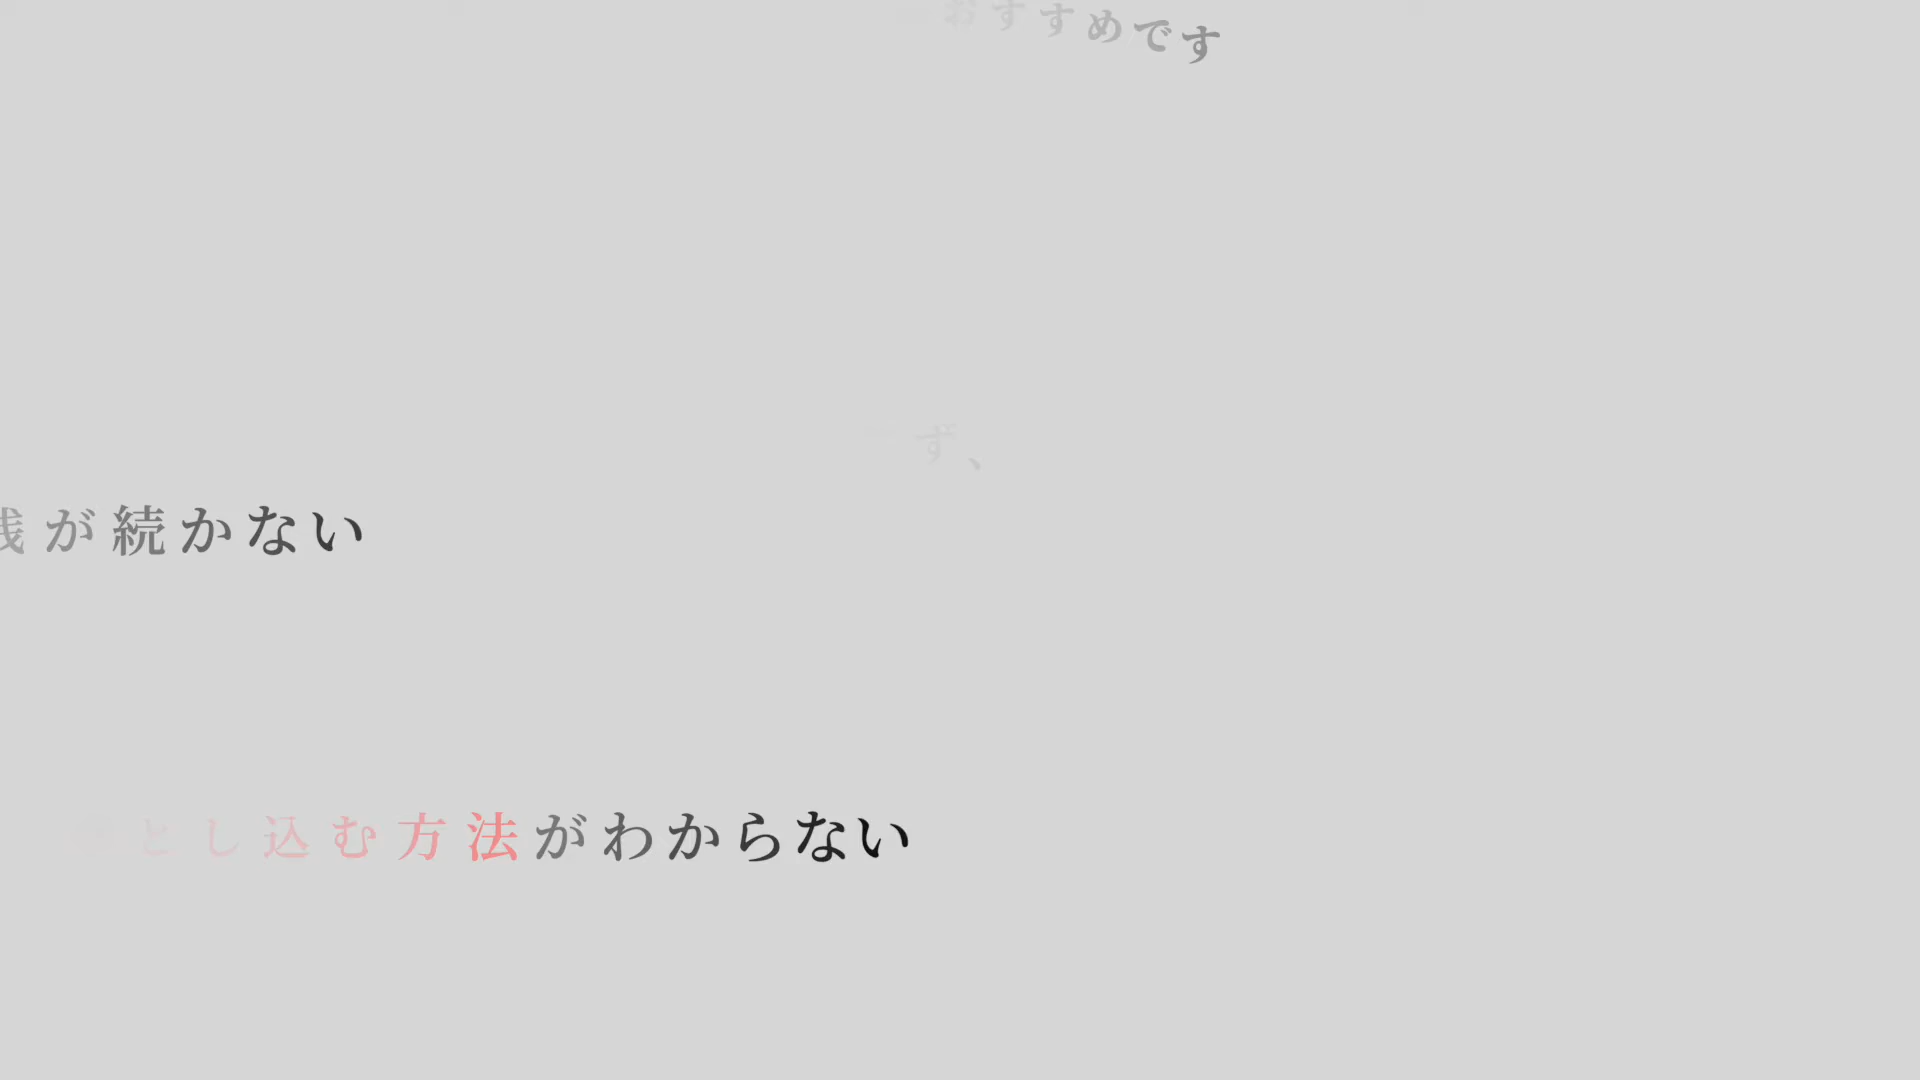 おすすめです
ず、
が続かない
とし込む方法がわからない